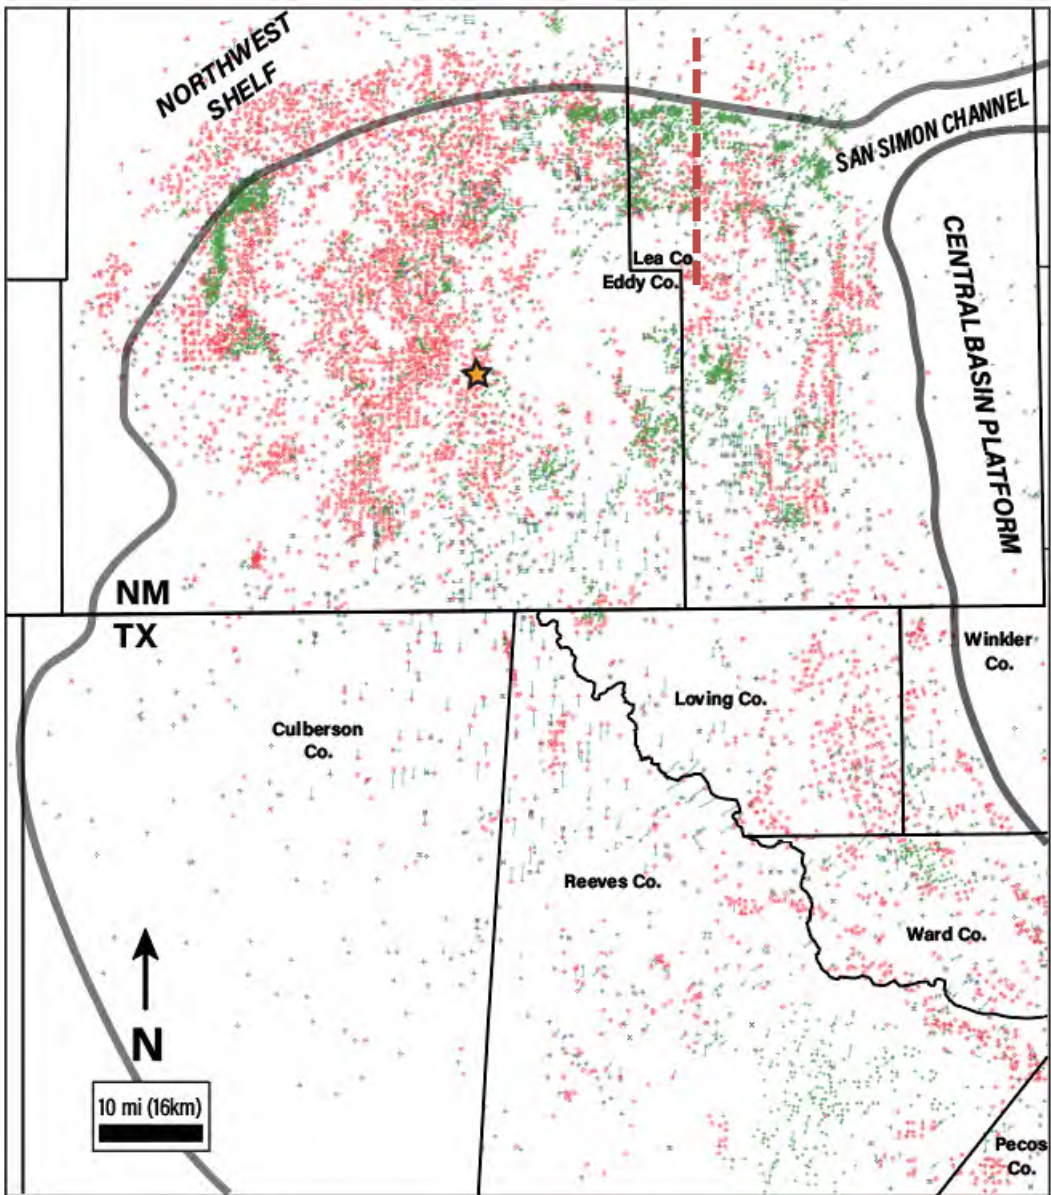 NORTHWEST
SHELF
SAN SIMON CHANNEL
CENTRAL BASIN PLATFORM
Lea Co
Eddy Co.
NM
TX
Winkler
Co.
Loving Co.
Culberson
Co.
Reeves Co.
Ward Co.
N
10 mi (16km)
Pecos
Co.